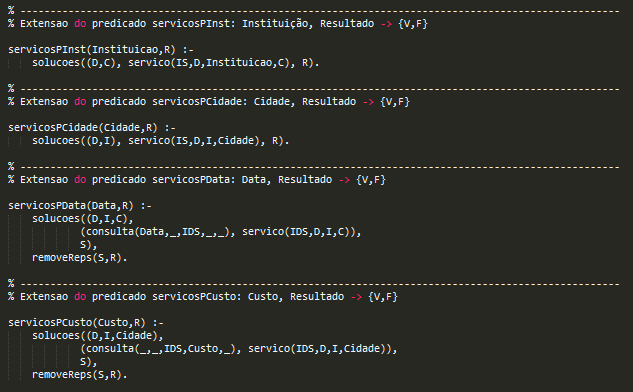 % ----------------------------------------------------------------------------------------------------
% Extensao do predicado servicosPInst: Instituição, Resultado -> {V,F}
servicosPInst(Instituicao,R) :-
solucoes((D,C), servico(IS,D,Instituicao,C), R).
% ----------------------------------------------------------------------------------------------------
% Extensao do predicado servicosPCidade: Cidade, Resultado -> {V,F}
servicosPCidade(Cidade,R) :-
solucoes((D,I), servico(IS,D,I,Cidade), R).
% ----------------------------------------------------------------------------------------------------
% Extensao do predicado servicosPData: Data, Resultado -> {V,F}
servicosPData(Data,R) :-
solucoes((D,I,C),
(consulta(Data,_,IDS,_,_), servico(IDS,D,I,C)),
S),
removeReps(S,R).
% ----------------------------------------------------------------------------------------------------
% Extensao do predicado servicosPCusto: Custo, Resultado -> {V,F}
servicosPCusto(Custo,R) :-
solucoes((D,I,Cidade),
(consulta(_,_,IDS,Custo,_), servico(IDS,D,I,Cidade)),
S),
removeReps(S,R).